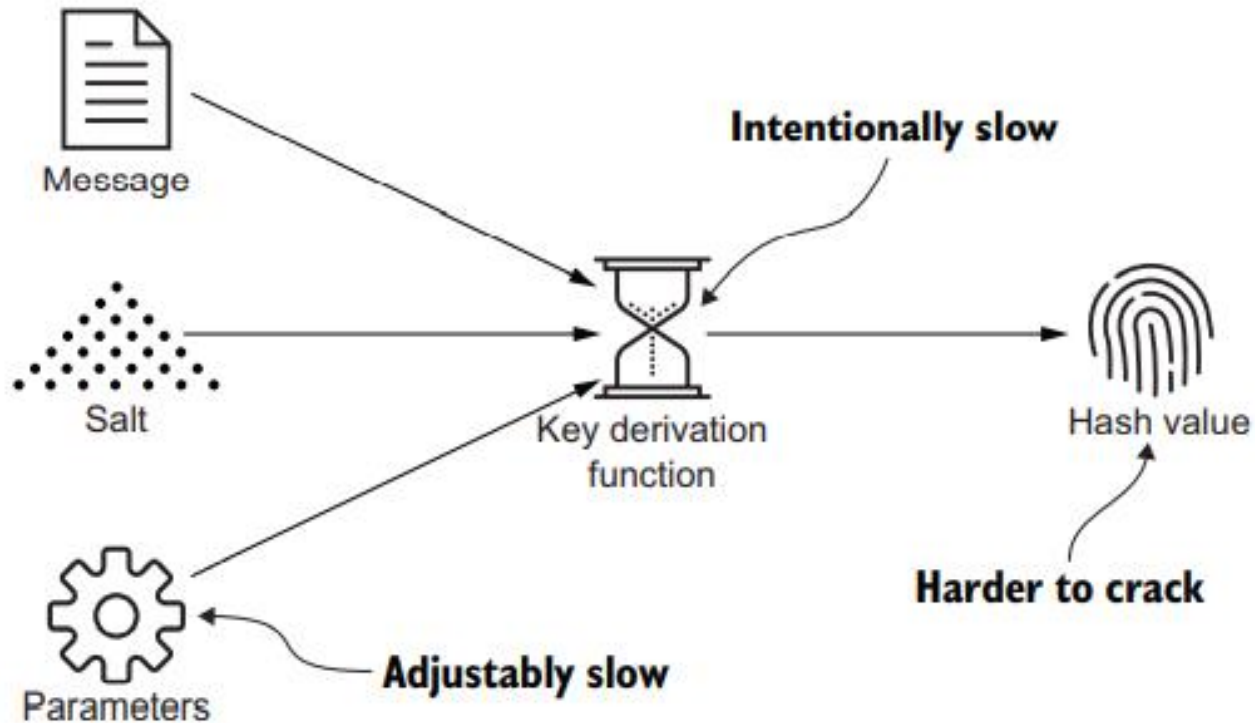 Message
Intentionally slow
Salt
Key derivation
function
Hash value
Harder to crack
Adjustably slow
Parameters